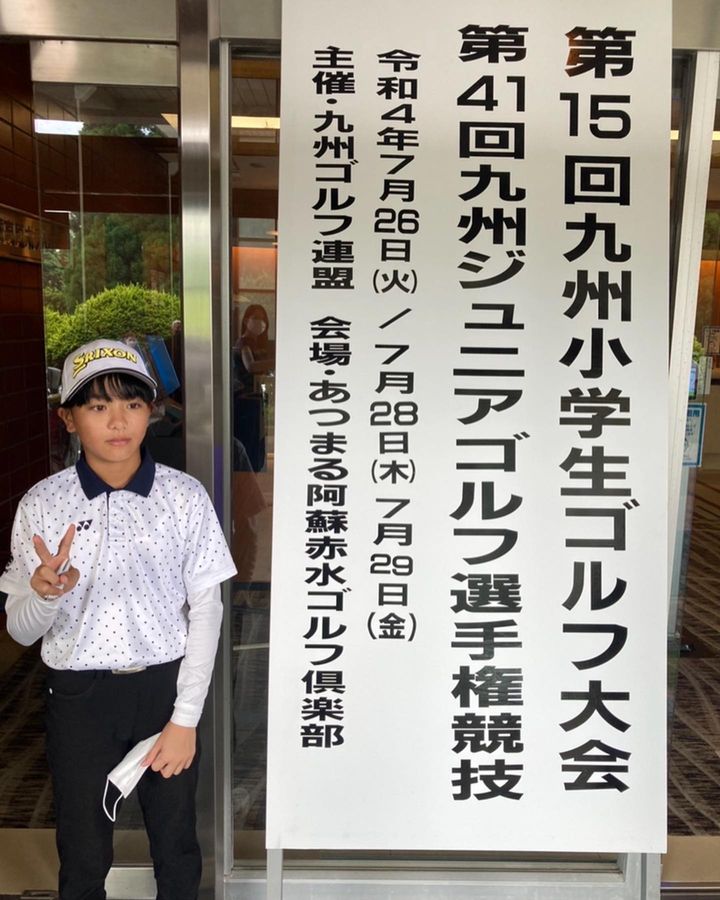 第15回九州小学生ゴルフ大会
第41回九州ジュニアゴルフ選手権競技
令和4年7月26日(火)／7月28日(木)7月29日(金)
主催・九州ゴルフ連盟 会場・あつまる阿蘇赤水ゴルフ倶楽部
SRIXON